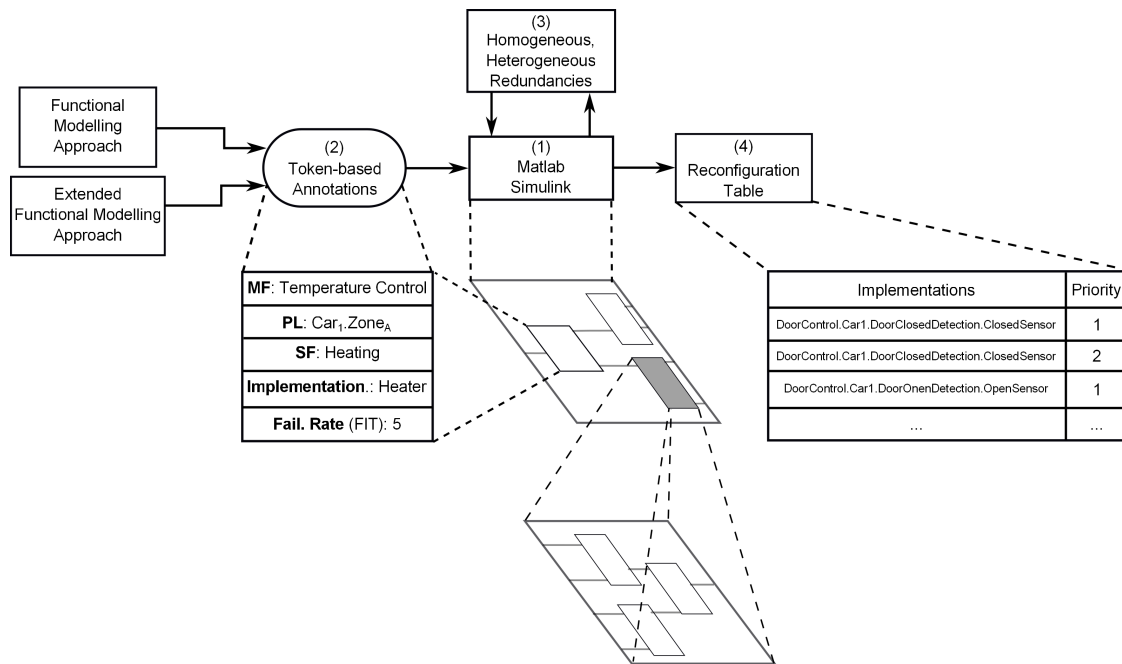 (3)
Homogeneous,
Heterogeneous
Redundancies
Functional
Modelling
Approach
Extended
Functional Modelling
Approach
(2)
Token-based
Annotations
(1)
Matlab
Simulink
(4)
Reconfiguration
Table
MF: Temperature Control
PL: Car1.ZoneA
SF: Heating
Implementation.: Heater
Fail. Rate (FIT): 5
Implementations Priority
DoorControl.Car1.DoorClosedDetection.ClosedSensor 1
DoorControl.Car1.DoorClosedDetection.ClosedSensor 2
DoorControl.Car1.DoorOnenDetection.OpenSensor 1
... ...